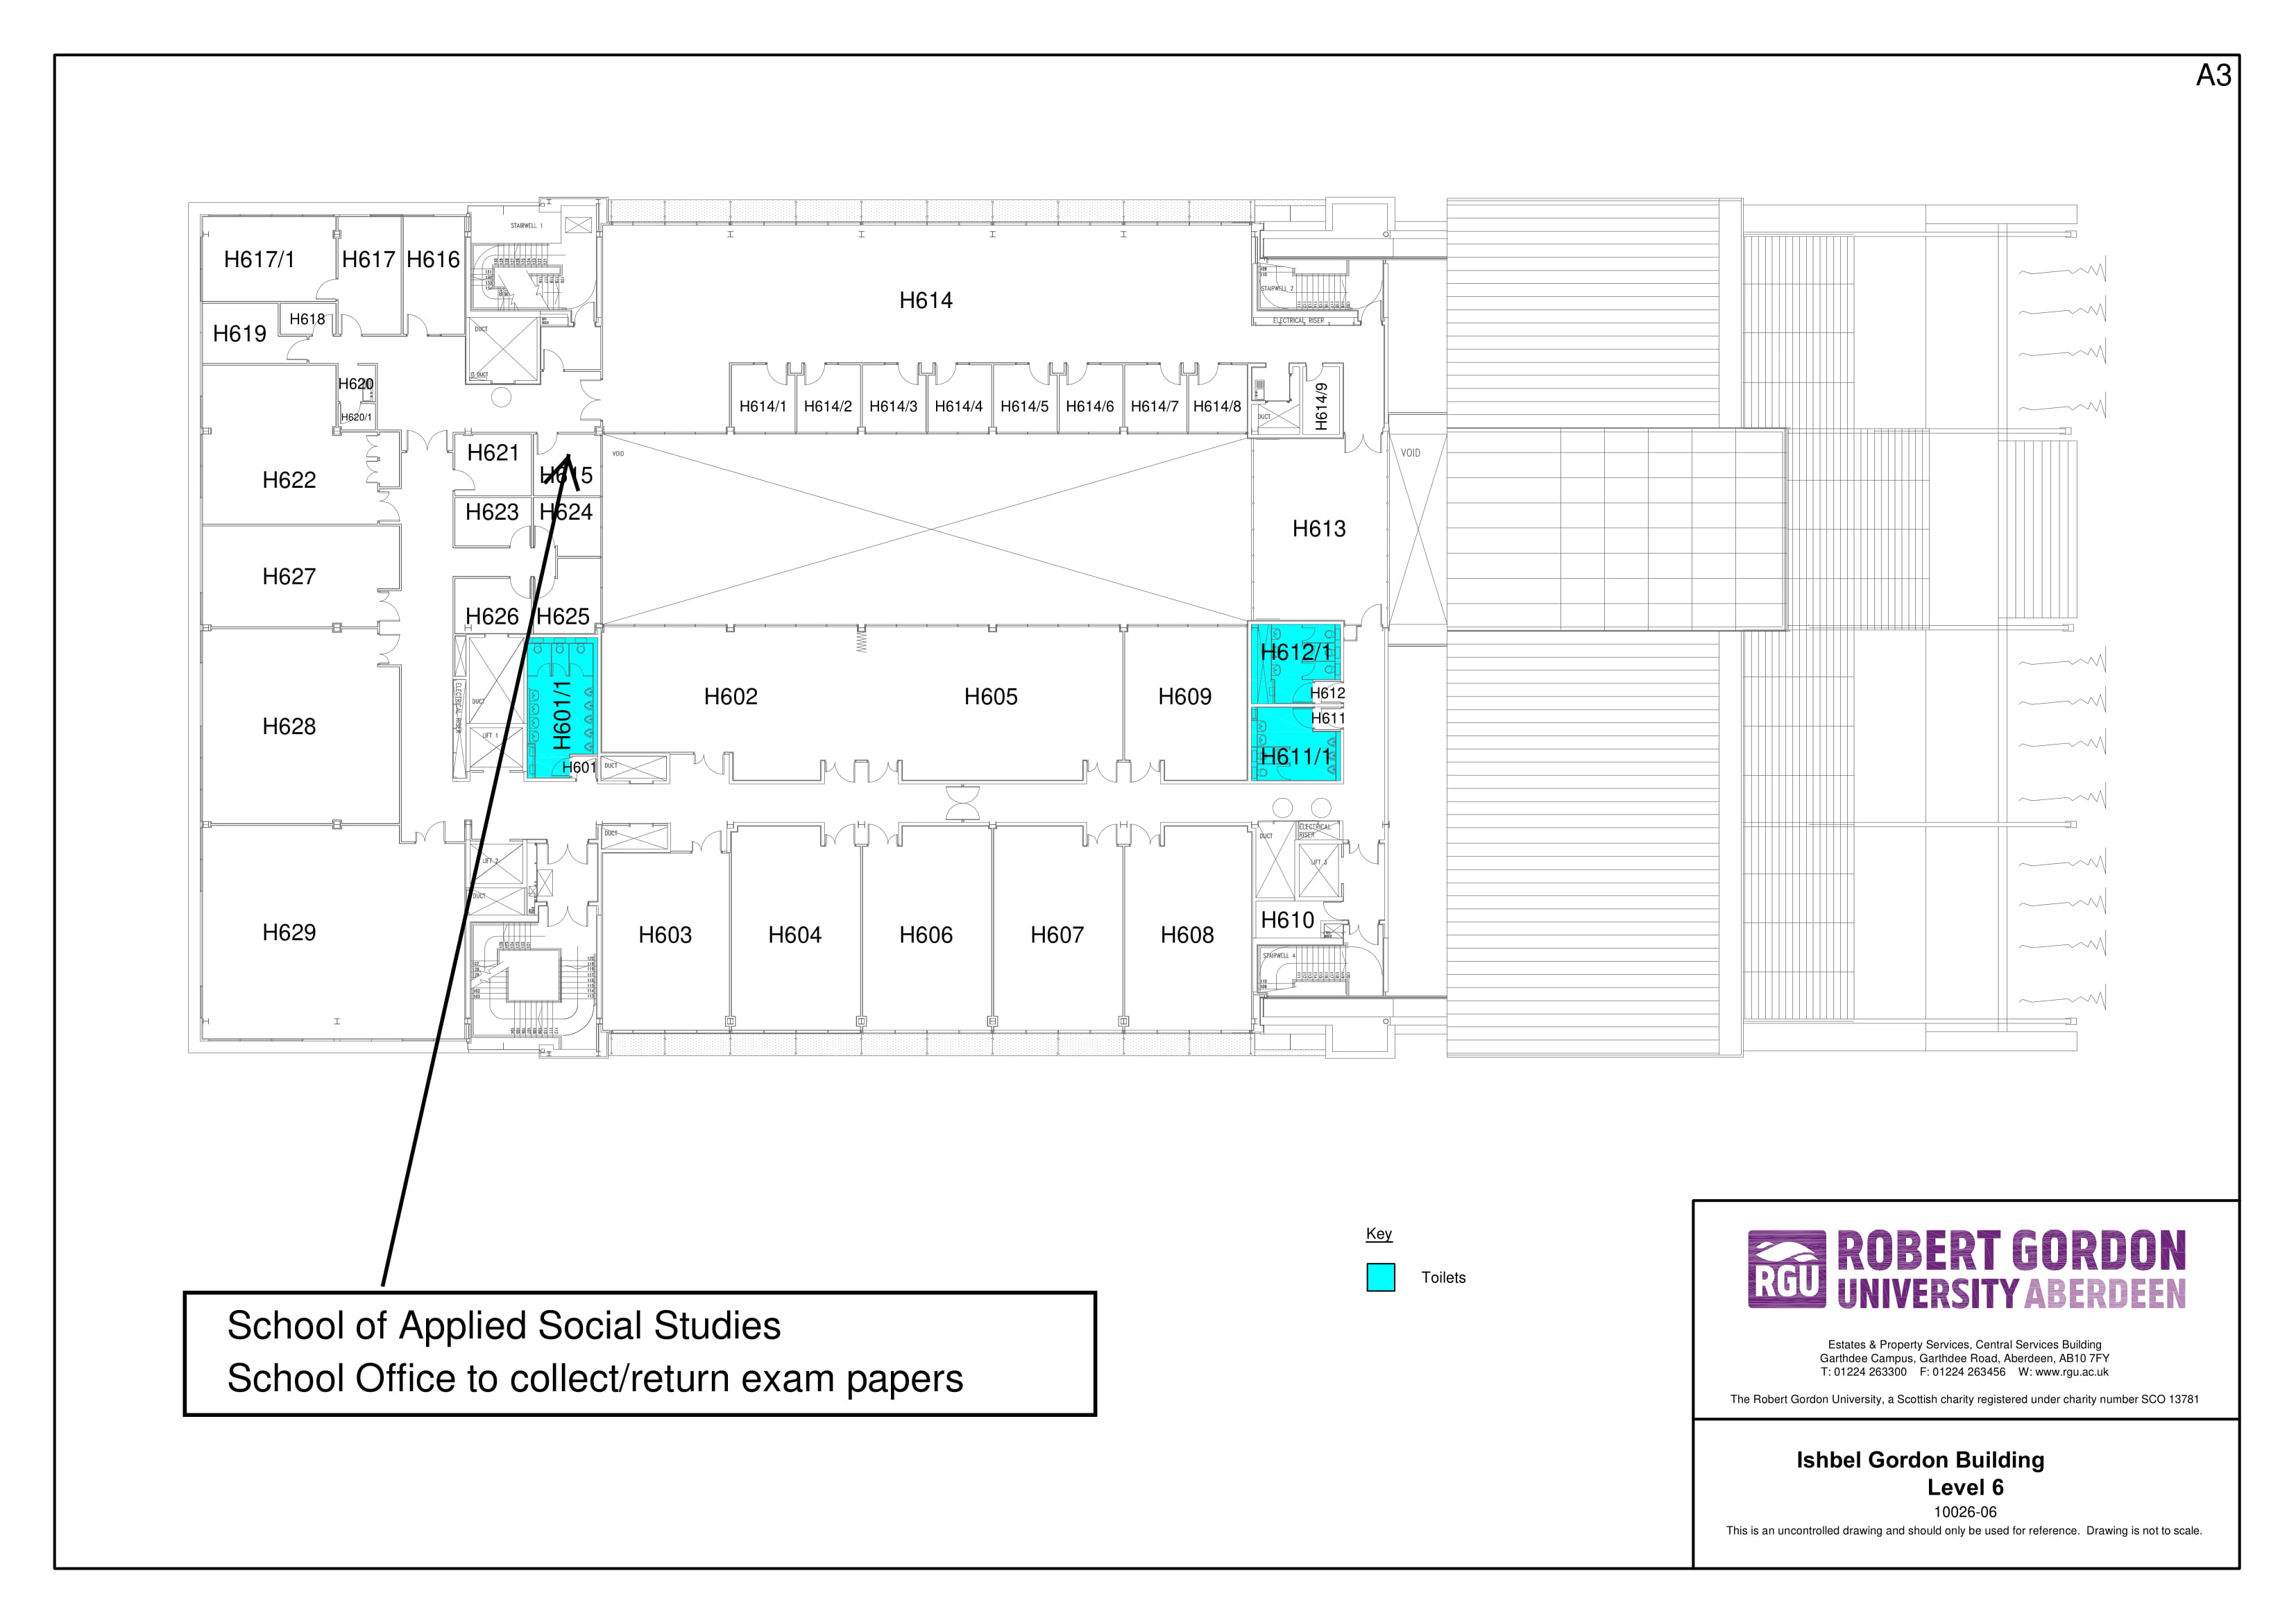 A3
STAIRWELL 1
H617/1
H617
H616
H614
STAIRWELL 2
ELECTRICAL RISER
H619
H618
DUCT
H620
H620/1
H614/1
H614/2
H614/3
H614/4
H614/5
H614/6
H614/7
H614/8
DUCT
H614/9
H621
H615
VOID
VOID
H622
H623
H624
H613
H627
H626
H625
H628
ELECTRICAL RISER
DUCT
LIFT 1
H601/1
H601
DUCT
H602
H605
H609
H612/1
H612
H611
H611/1
DUCT
DUCT
ELECTRICAL
RISER
LIFT 2
LIFT 3
DUCT
H629
H603
H604
H606
H607
H608
H610
STAIRWELL 4
School of Applied Social Studies
School Office to collect/return exam papers
Key
Toilets
RGU
ROBERT GORDON
UNIVERSITY ABERDEEN
Estates & Property Services, Central Services Building
Garthdee Campus, Garthdee Road, Aberdeen, AB10 7FY
T: 01224 263300 F: 01224 263456 W: www.rgu.ac.uk
The Robert Gordon University, a Scottish charity registered under charity number SCO 13781
Ishbel Gordon Building
Level 6
10026-06
This is an uncontrolled drawing and should only be used for reference. Drawing is not to scale.